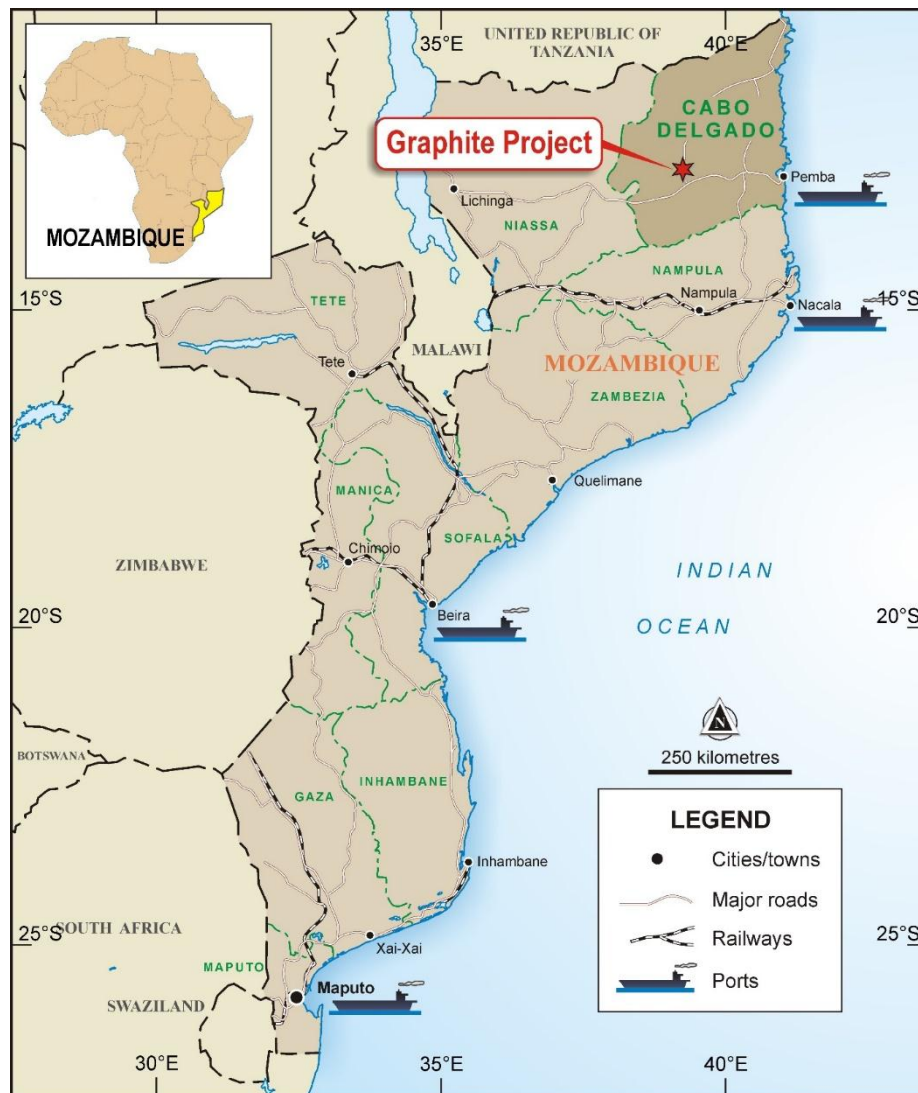 35°E
40°E
UNITED REPUBLIC OF
TANZANIA
CABO
DELGADO
Graphite Project
Pemba
Lichinga
NIASSA
MOZAMBIQUE
NAMPULA
TETE
Nampula
15°S
15°S
Nacala
MALAWI
MOZAMBIQUE
Tete
ZAMBEZIA
MANICA
Quelimane
SOFALA
Chimoio
ZIMBABWE
INDIAN
OCEAN
Beira
20°S
20°S
N
250 kilometres
BOTSWANA
GAZA
INHAMBANE
LEGEND
Cities/towns
Inhambane
Major roads
SOUTH AFRICA
Xai-Xai
25°S
25°S
Railways
MAPUTO
Ports
Maputo
SWAZILAND
30°E
35°E
40°E